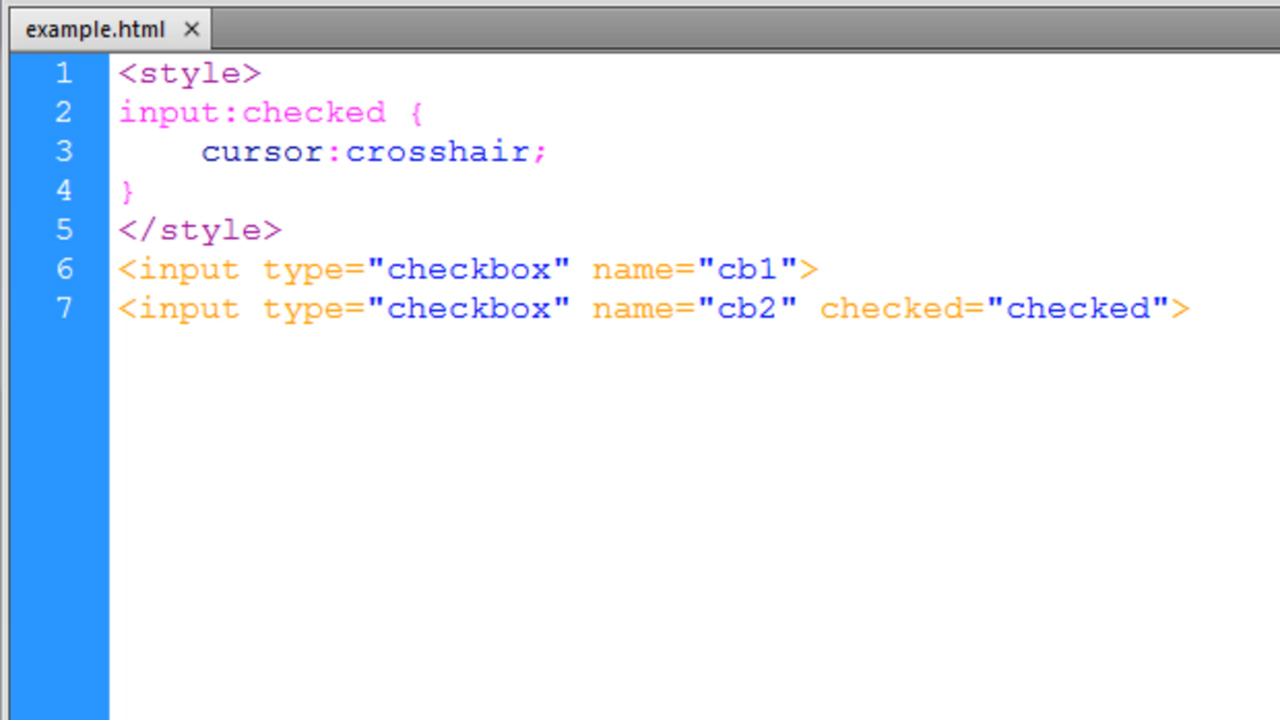 example.html ×
1 <style>
2 input:checked {
3     cursor:crosshair;
4 }
5 </style>
6 <input type="checkbox" name="cb1">
7 <input type="checkbox" name="cb2" checked="checked">